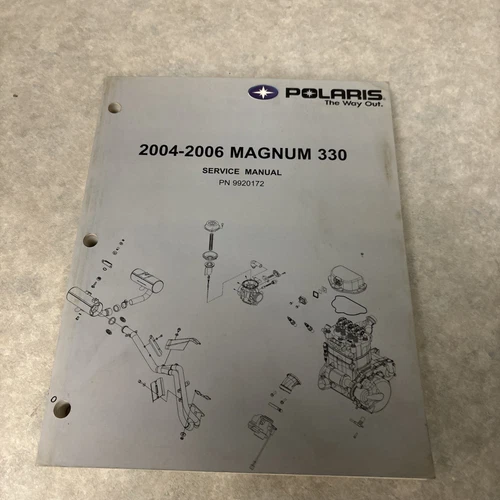 POLARIS
The Way Out.
2004-2006 MAGNUM 330
SERVICE MANUAL
PN 9920172